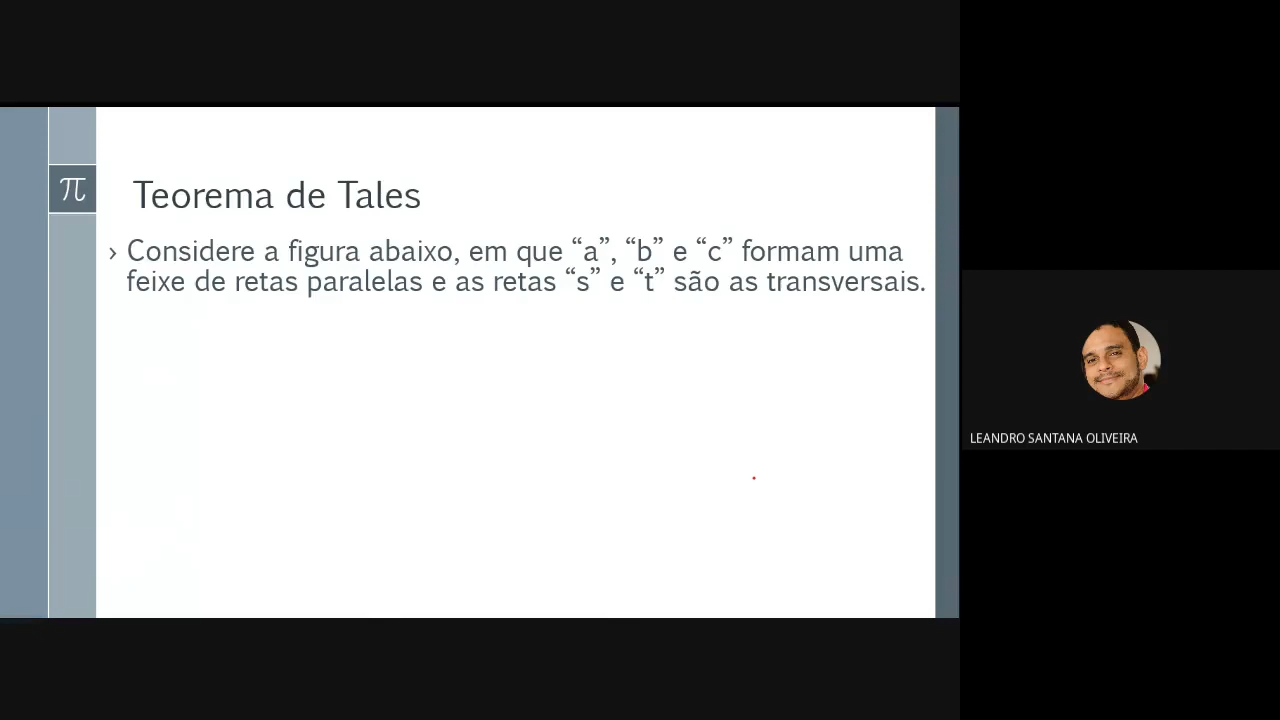 π
Teorema de Tales
› Considere a figura abaixo, em que “a”, “b” e “c” formam uma
feixe de retas paralelas e as retas “s” e “t” são as transversais.
LEANDRO SANTANA OLIVEIRA